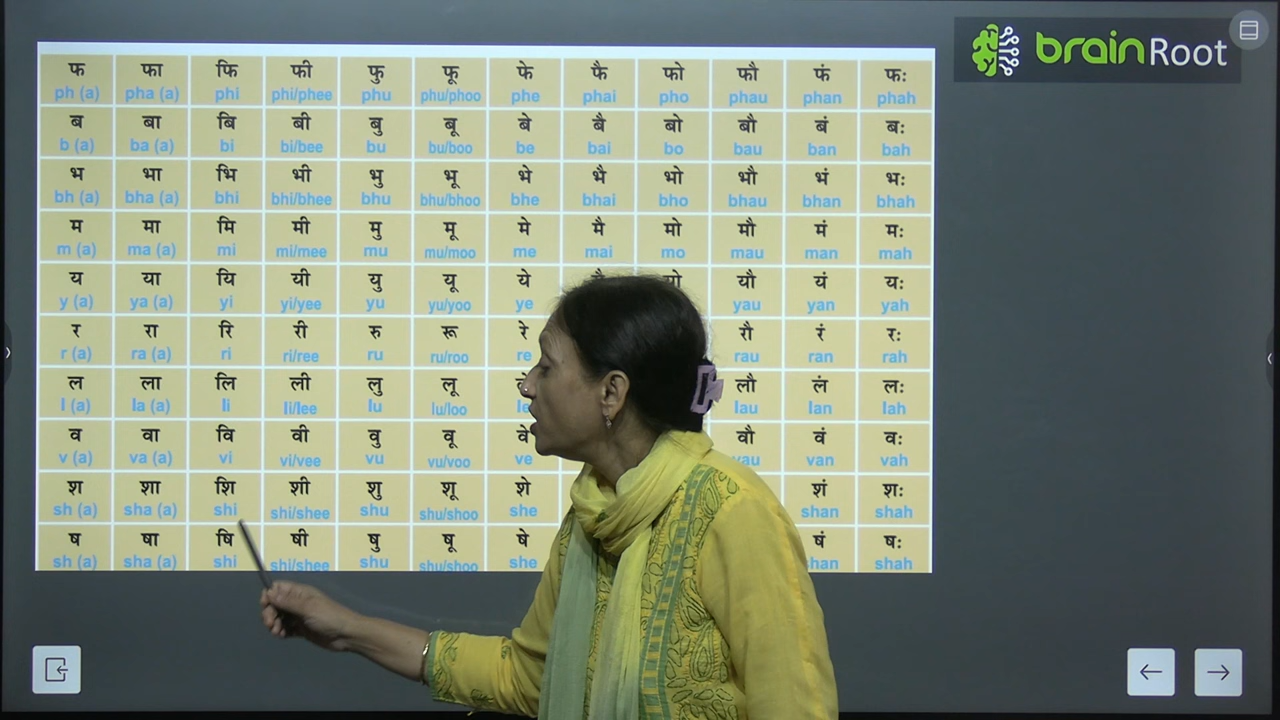 brainRoot
फ फा फि फी फु फू फे फै फो फौ फं फः
ph (a) pha (a) phi phi/phee phu phu/phoo phe phai pho phau phan phah
ब बा बि बी बु बू बे बै बो बौ बं बः
b (a) ba (a) bi bi/bee bu bu/boo be bai bo bau ban bah
भ भा भि भी भु भू भे भै भो भौ भं भः
bh (a) bha (a) bhi bhi/bhee bhu bhu/bhoo bhe bhai bho bhau bhan bhah
म मा मि मी मु मू मे मै मो मौ मं मः
m (a) ma (a) mi mi/mee mu mu/moo me mai mo mau man mah
य या यि यी यु यू ये यौ यं यः
y (a) ya (a) yi yi/yee yu yu/yoo ye yau yan yah
र रा रि री रु रू रे रौ रं रः
r (a) ra (a) ri ri/ree ru ru/roo re rau ran rah
ल ला लि ली लु लू लौ लं लः
l (a) la (a) li li/lee lu lu/loo lau lan lah
व वा वि वी वु वू वे वौ वं वः
v (a) va (a) vi vi/vee vu vu/voo ve vau van vah
श शा शि शी शु शू शे शं शः
sh (a) sha (a) shi shi/shee shu shu/shoo she shan shah
ष षा षि षी षु षू षे षं षः
sh (a) sha (a) shi shi/shee shu shu/shoo she shan shah